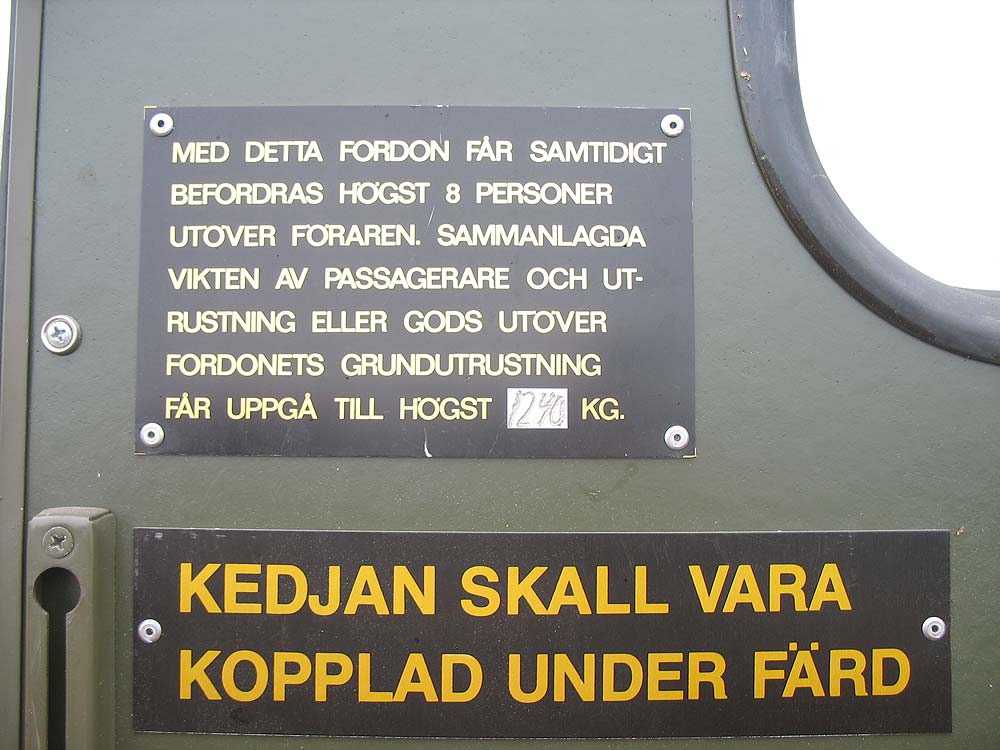 MED DETTA FORDON FÅR SAMTIDIGT
BEFORDRAS HÖGST 8 PERSONER
UTÖVER FÖRAREN. SAMMANLAGDA
VIKTEN AV PASSAGERARE OCH UT-
RUSTNING ELLER GODS UTÖVER
FORDONETS GRUNDUTRUSTNING
FÅR UPPGÅ TILL HÖGST 1240 KG.
KEDJAN SKALL VARA
KOPPLAD UNDER FÄRD